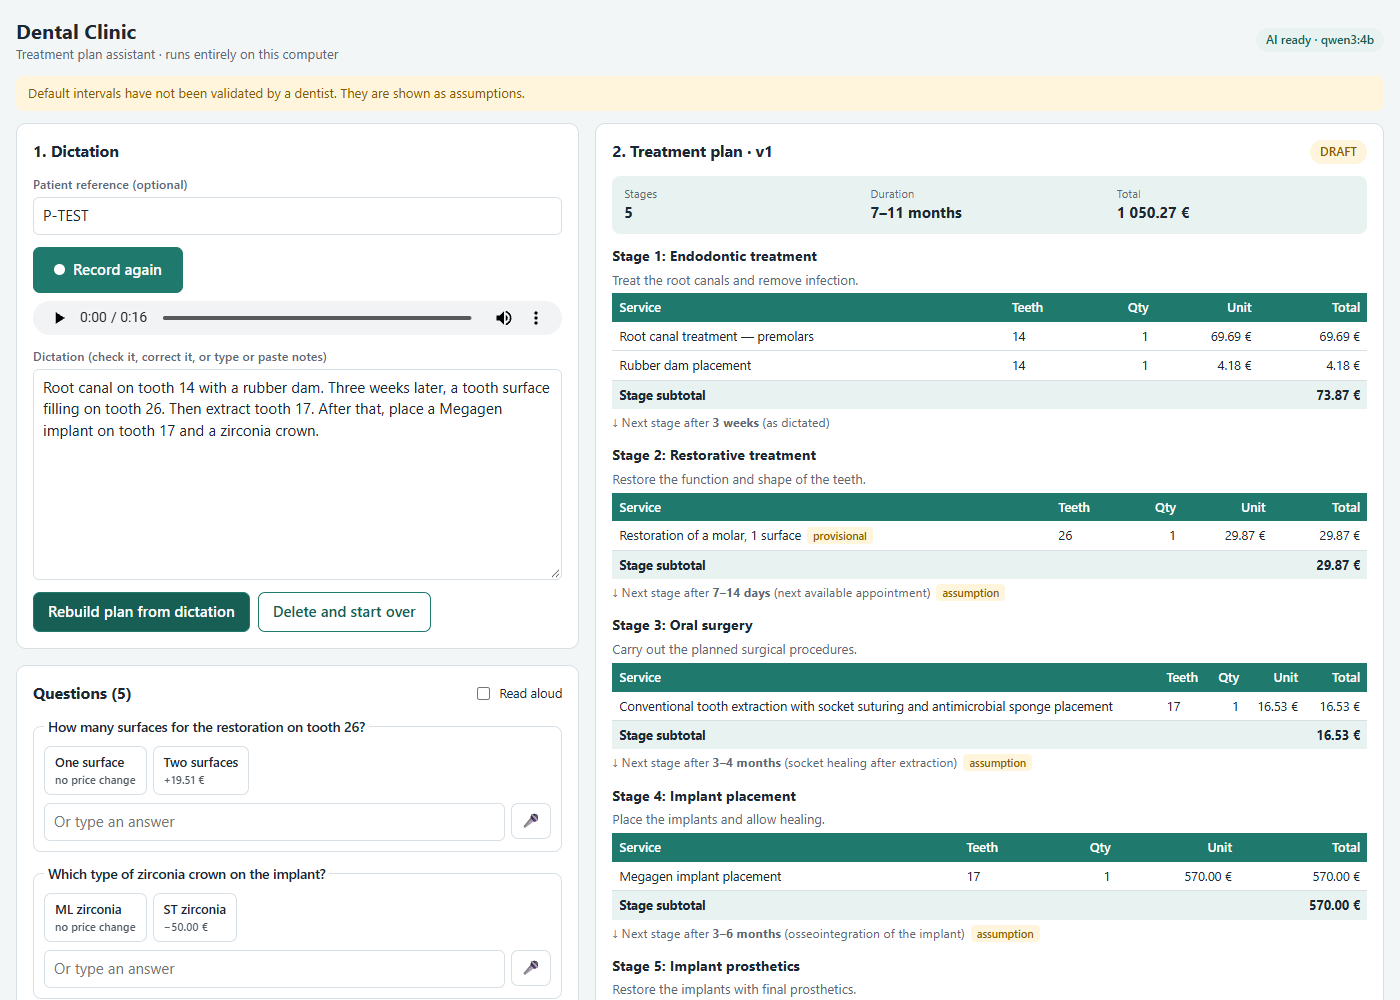 Dental Clinic
Treatment plan assistant · runs entirely on this computer
AI ready · qwen3:4b
Default intervals have not been validated by a dentist. They are shown as assumptions.
1. Dictation
Patient reference (optional)
P-TEST
Record again
0:00 / 0:16
Dictation (check it, correct it, or type or paste notes)
Root canal on tooth 14 with a rubber dam. Three weeks later, a tooth surface
filling on tooth 26. Then extract tooth 17. After that, place a Megagen
implant on tooth 17 and a zirconia crown.
Rebuild plan from dictation Delete and start over
Questions (5) Read aloud
How many surfaces for the restoration on tooth 26?
One surface Two surfaces
no price change +19.51 €
Or type an answer
Which type of zirconia crown on the implant?
ML zirconia ST zirconia
no price change −50.00 €
Or type an answer
2. Treatment plan · v1 DRAFT
Stages Duration Total
5 7–11 months 1 050.27 €
Stage 1: Endodontic treatment
Treat the root canals and remove infection.
Service Teeth Qty Unit Total
Root canal treatment — premolars 14 1 69.69 € 69.69 €
Rubber dam placement 14 1 4.18 € 4.18 €
Stage subtotal 73.87 €
↓ Next stage after 3 weeks (as dictated)
Stage 2: Restorative treatment
Restore the function and shape of the teeth.
Service Teeth Qty Unit Total
Restoration of a molar, 1 surface provisional 26 1 29.87 € 29.87 €
Stage subtotal 29.87 €
↓ Next stage after 7–14 days (next available appointment) assumption
Stage 3: Oral surgery
Carry out the planned surgical procedures.
Service Teeth Qty Unit Total
Conventional tooth extraction with socket suturing and antimicrobial sponge placement 17 1 16.53 € 16.53 €
Stage subtotal 16.53 €
↓ Next stage after 3–4 months (socket healing after extraction) assumption
Stage 4: Implant placement
Place the implants and allow healing.
Service Teeth Qty Unit Total
Megagen implant placement 17 1 570.00 € 570.00 €
Stage subtotal 570.00 €
↓ Next stage after 3–6 months (osseointegration of the implant) assumption
Stage 5: Implant prosthetics
Restore the implants with final prosthetics.